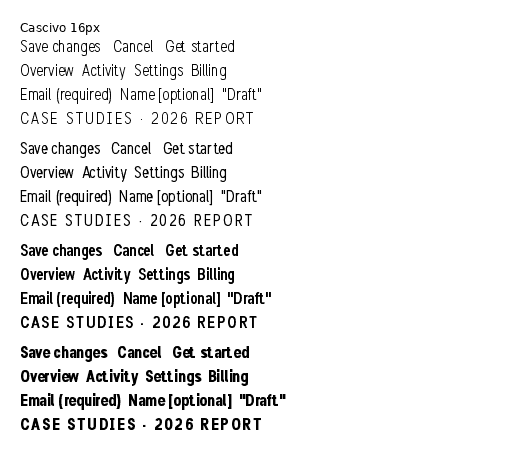 Cascivo 16px
Save changes Cancel Get started
Overview Activity Settings Billing
Email (required) Name [optional] "Draft"
CASE STUDIES · 2026 REPORT
Save changes Cancel Get started
Overview Activity Settings Billing
Email (required) Name [optional] "Draft"
CASE STUDIES · 2026 REPORT
Save changes Cancel Get started
Overview Activity Settings Billing
Email (required) Name [optional] "Draft"
CASE STUDIES · 2026 REPORT
Save changes Cancel Get started
Overview Activity Settings Billing
Email (required) Name [optional] "Draft"
CASE STUDIES · 2026 REPORT